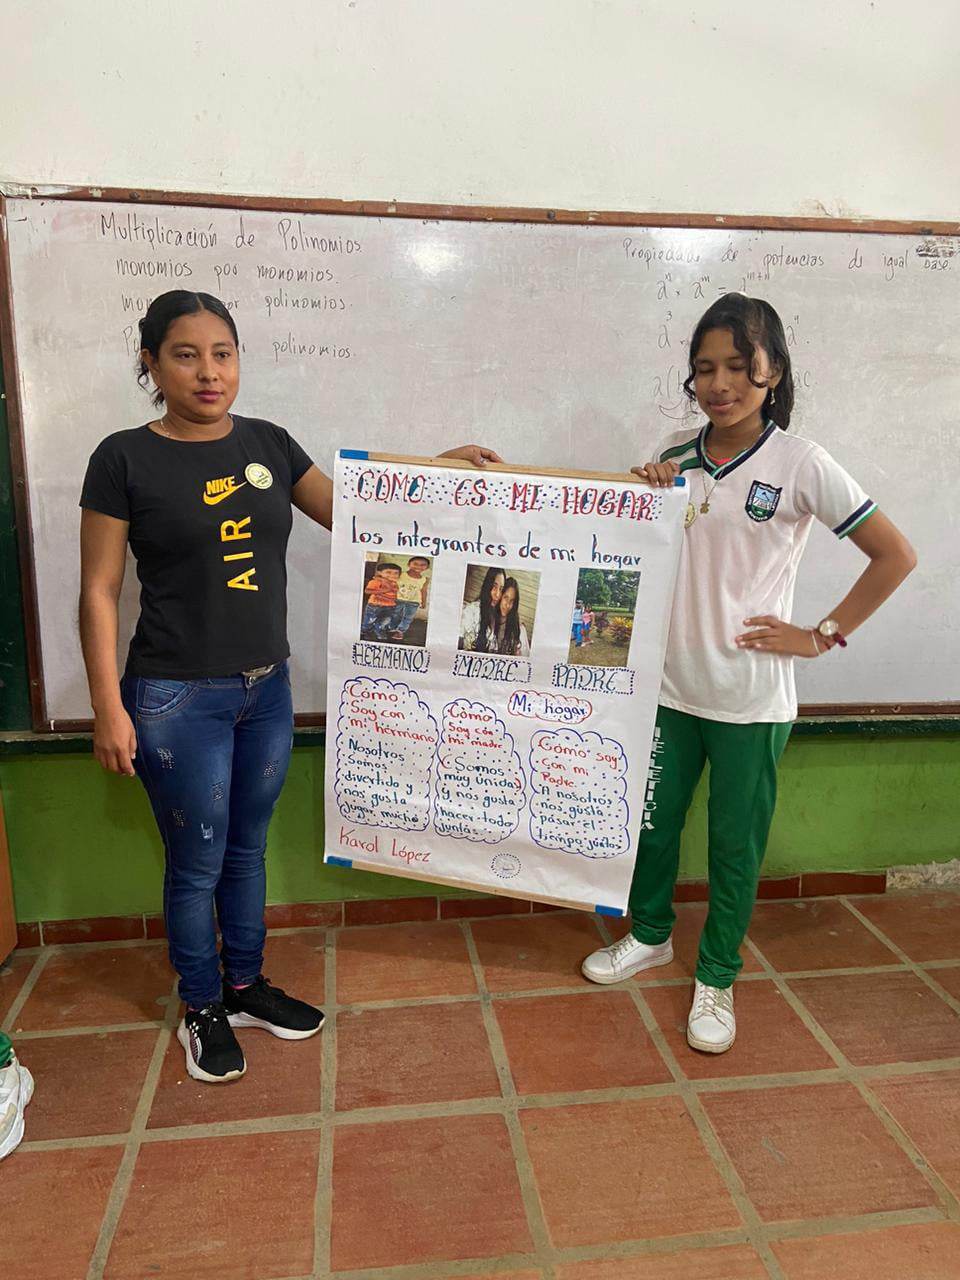 Multiplicación de Polinomios.
monomios por monomios.
por polinomios.
polinomios.
Propiedade de potencias de igual base.
NIKE
AIR
CÓMO ES MI HOGAR
los integrantes de mi hogar
HERMANO
MADRE
PADRE
Cómo
Soy con
mi hermano
Nosotros
Somos
divertido y
nos gusta
jugar mucho
Cómo
Soy con
mi madre
Somos
muy unidas
y nos gusta
hacer todo
juntas.
Mi hogar
Cómo soy
con mi
Padre
A nosotros
nos gusta
pasar el
tiempo juntos
Karol López
ATLETICIA